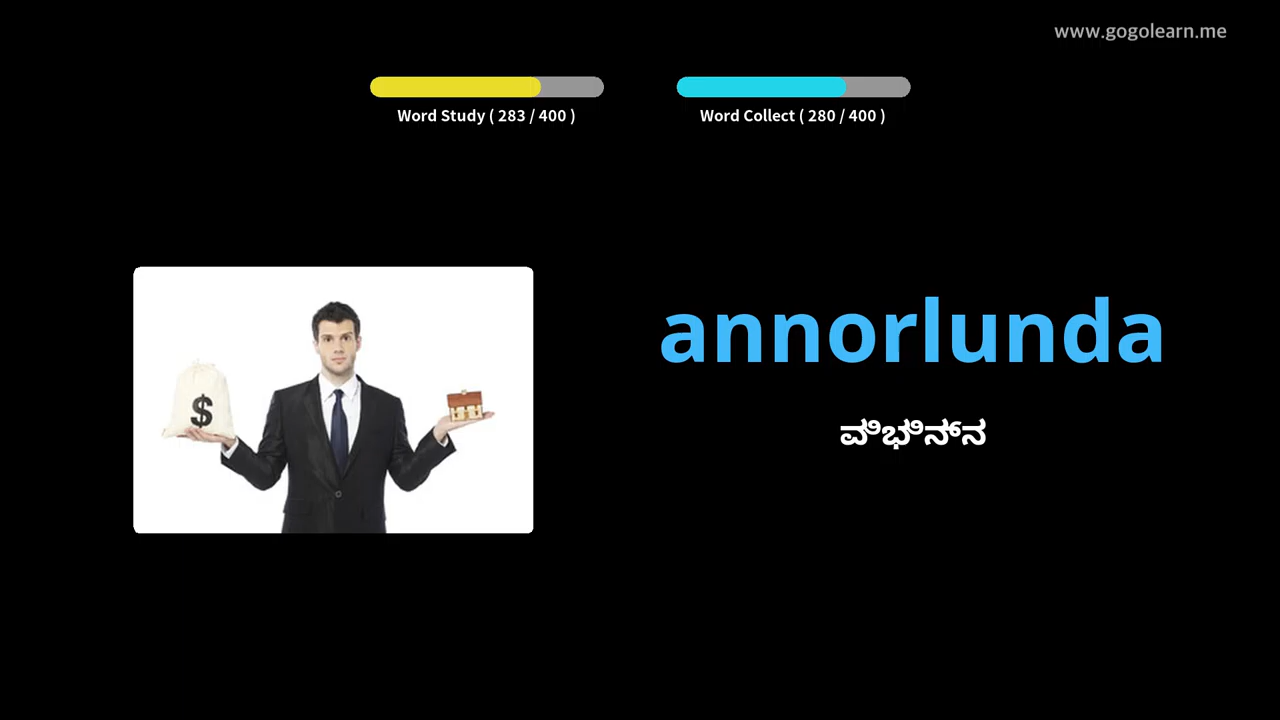 www.gogolearn.me
Word Study ( 283 / 400 )
Word Collect ( 280 / 400 )
annorlunda
ವಿಭಿನ್ನ
$